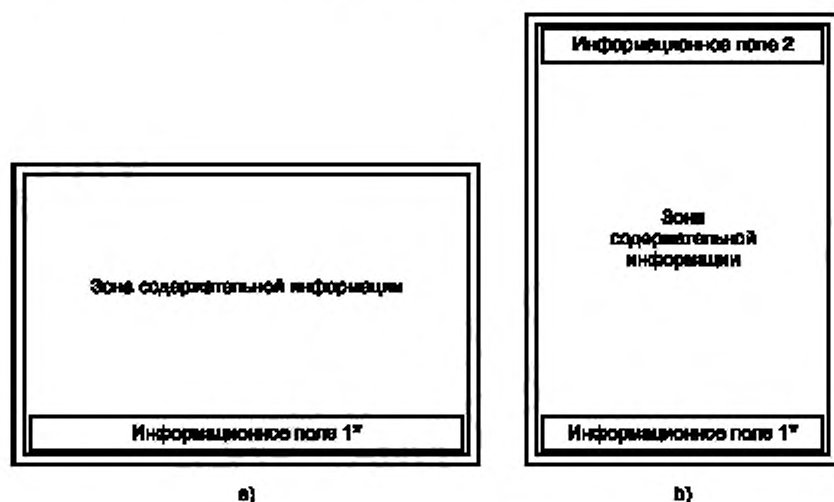 Зона содержательной информации
Информационное поле 1*
а)
Информационное поле 2
Зона
содержательной
информации
Информационное поле 1*
b)